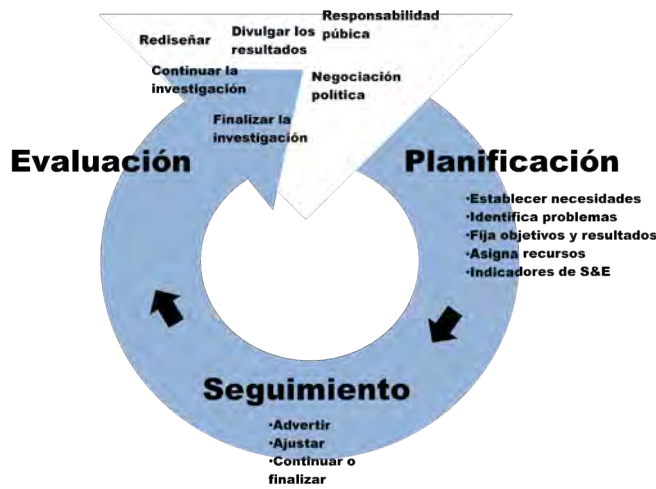 Responsabilidad
púbica
Divulgar los
resultados
Rediseñar
Continuar la
investigación
Negociación
política
Finalizar la
investigación
Evaluación
Planificación
•Establecer necesidades
•Identifica problemas
•Fija objetivos y resultados
•Asigna recursos
•Indicadores de S&E
Seguimiento
•Advertir
•Ajustar
•Continuar o
finalizar